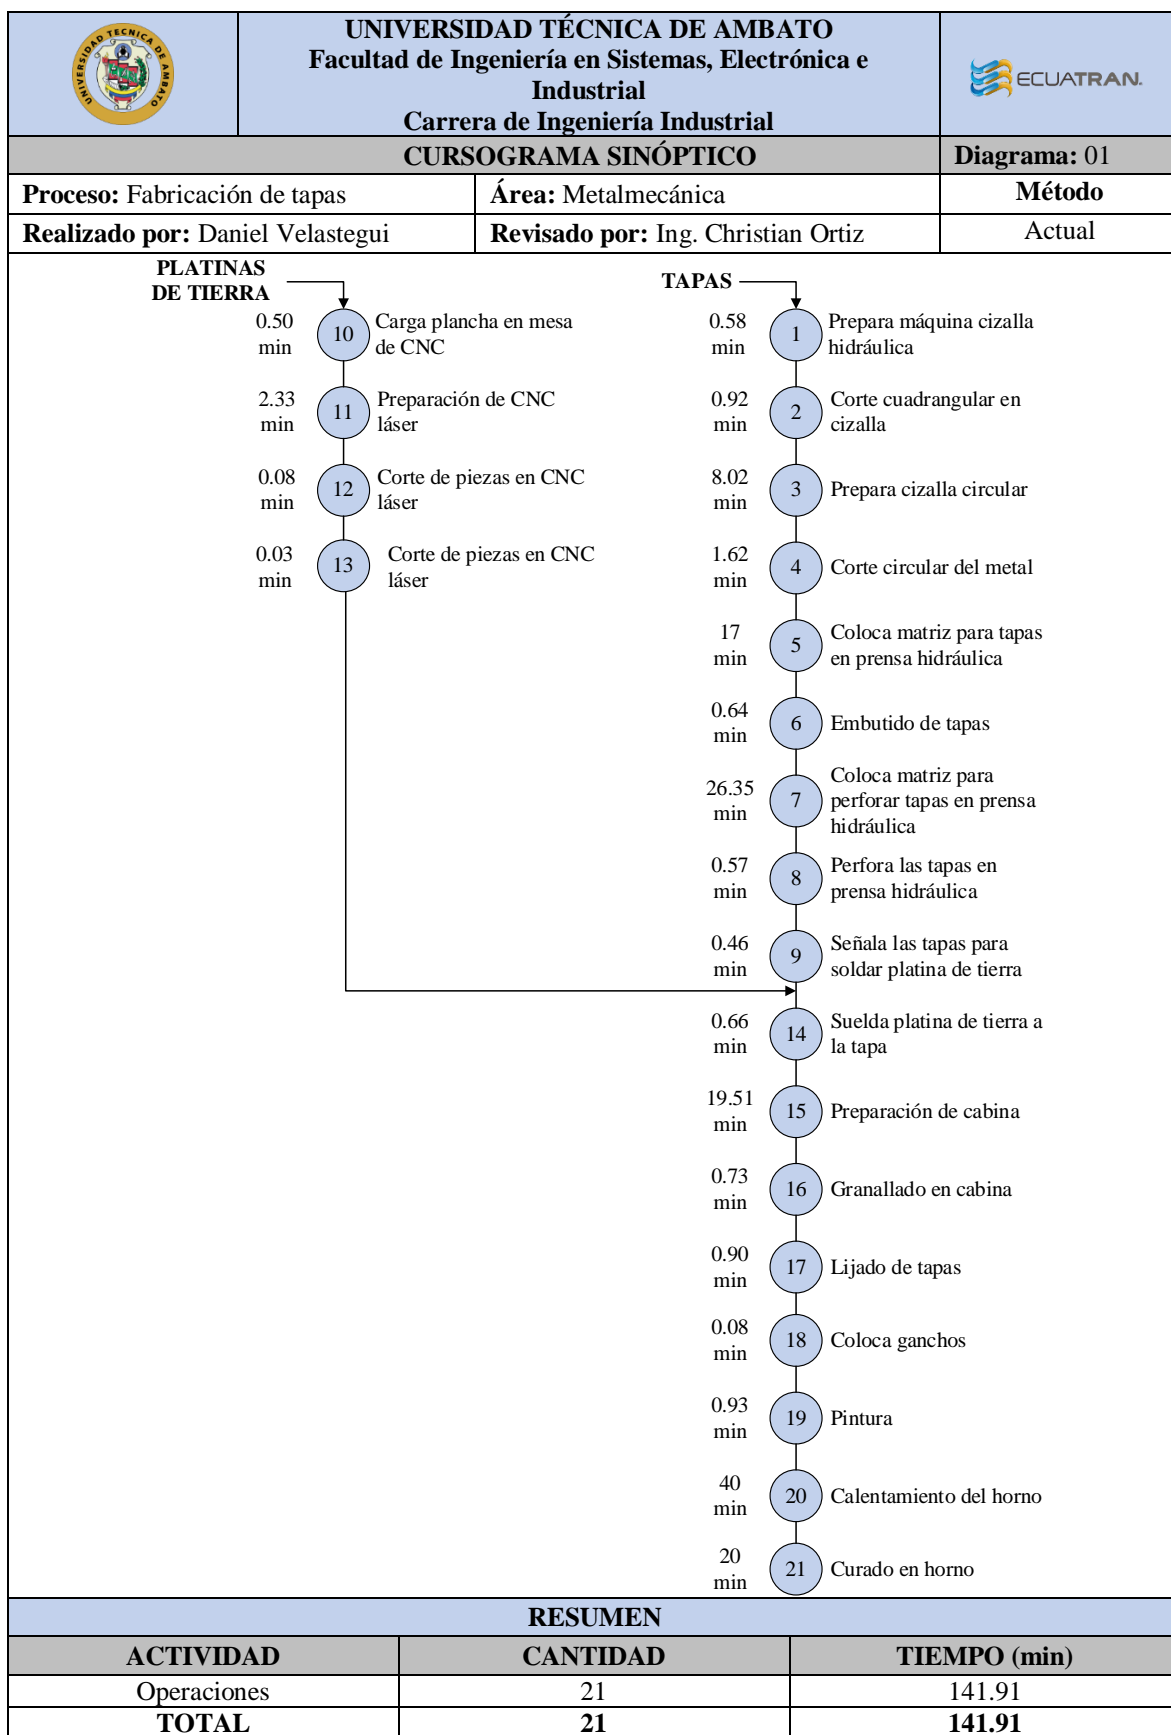 UNIVERSIDAD TÉCNICA DE AMBATO
UNIVERSIDAD TÉCNICA DE AMBATO
Facultad de Ingeniería en Sistemas, Electrónica e
Industrial
Carrera de Ingeniería Industrial
ECUATRAN.
CURSOGRAMA SINÓPTICO
Diagrama: 01
Proceso: Fabricación de tapas
Área: Metalmecánica
Método
Realizado por: Daniel Velastegui
Revisado por: Ing. Christian Ortiz
Actual
PLATINAS
DE TIERRA
0.50
min
10
Carga plancha en mesa
de CNC
2.33
min
11
Preparación de CNC
láser
0.08
min
12
Corte de piezas en CNC
láser
0.03
min
13
Corte de piezas en CNC
láser
TAPAS
0.58
min
1
Prepara máquina cizalla
hidráulica
0.92
min
2
Corte cuadrangular en
cizalla
8.02
min
3
Prepara cizalla circular
1.62
min
4
Corte circular del metal
17
min
5
Coloca matriz para tapas
en prensa hidráulica
0.64
min
6
Embutido de tapas
26.35
min
7
Coloca matriz para
perforar tapas en prensa
hidráulica
0.57
min
8
Perfora las tapas en
prensa hidráulica
0.46
min
9
Señala las tapas para
soldar platina de tierra
0.66
min
14
Suelda platina de tierra a
la tapa
19.51
min
15
Preparación de cabina
0.73
min
16
Granallado en cabina
0.90
min
17
Lijado de tapas
0.08
min
18
Coloca ganchos
0.93
min
19
Pintura
40
min
20
Calentamiento del horno
20
min
21
Curado en horno
RESUMEN
ACTIVIDAD
CANTIDAD
TIEMPO (min)
Operaciones
21
141.91
TOTAL
21
141.91